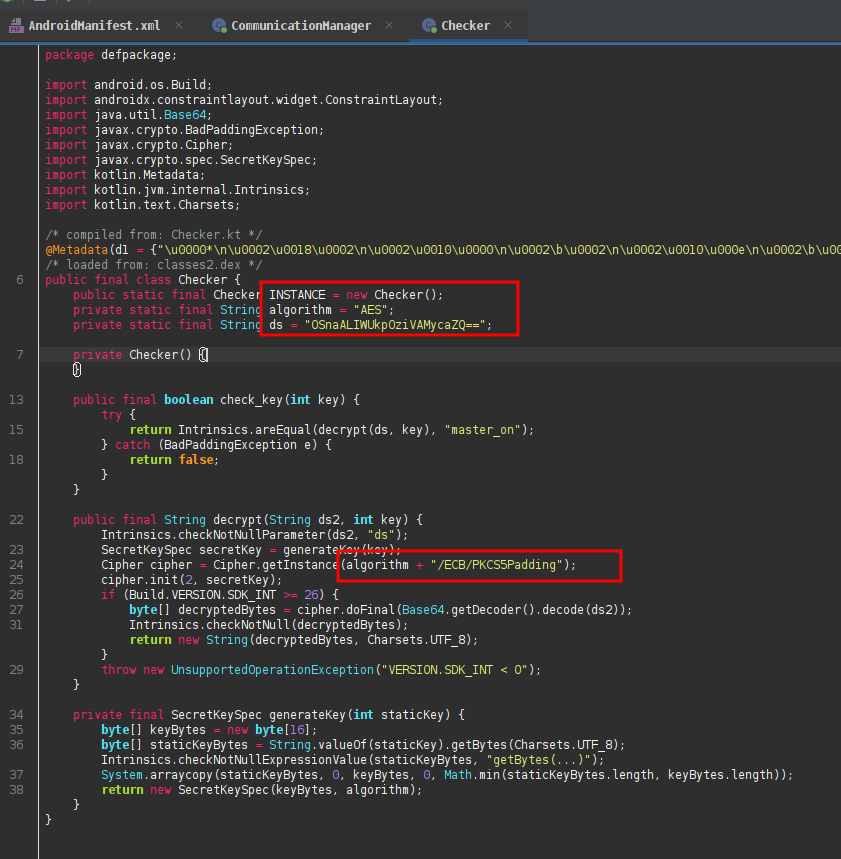 AndroidManifest.xml × CommunicationManager × Checker ×
package defpackage;
import android.os.Build;
import androidx.constraintlayout.widget.ConstraintLayout;
import java.util.Base64;
import javax.crypto.BadPaddingException;
import javax.crypto.Cipher;
import javax.crypto.spec.SecretKeySpec;
import kotlin.Metadata;
import kotlin.jvm.internal.Intrinsics;
import kotlin.text.Charsets;
/* compiled from: Checker.kt */
@Metadata(d1 = {"\u0000*\n\u0002\u0018\u0002\n\u0002\u0010\u0000\n\u0002\b\u0002\n\u0002\u0010\u000e\n\u0002\b\u00
/* loaded from: classes2.dex */
6 public final class Checker {
public static final Checker INSTANCE = new Checker();
private static final String algorithm = "AES";
private static final String ds = "OSnaALIWUkpOziVAMycaZQ==";
7 private Checker() {
}
13 public final boolean check_key(int key) {
try {
15 return Intrinsics.areEqual(decrypt(ds, key), "master_on");
} catch (BadPaddingException e) {
18 return false;
}
}
22 public final String decrypt(String ds2, int key) {
Intrinsics.checkNotNullParameter(ds2, "ds");
23 SecretKeySpec secretKey = generateKey(key);
24 Cipher cipher = Cipher.getInstance(algorithm + "/ECB/PKCS5Padding");
25 cipher.init(2, secretKey);
26 if (Build.VERSION.SDK_INT >= 26) {
27 byte[] decryptedBytes = cipher.doFinal(Base64.getDecoder().decode(ds2));
31 Intrinsics.checkNotNull(decryptedBytes);
return new String(decryptedBytes, Charsets.UTF_8);
}
29 throw new UnsupportedOperationException("VERSION.SDK_INT < O");
}
34 private final SecretKeySpec generateKey(int staticKey) {
35 byte[] keyBytes = new byte[16];
36 byte[] staticKeyBytes = String.valueOf(staticKey).getBytes(Charsets.UTF_8);
Intrinsics.checkNotNullExpressionValue(staticKeyBytes, "getBytes(...)");
37 System.arraycopy(staticKeyBytes, 0, keyBytes, 0, Math.min(staticKeyBytes.length, keyBytes.length));
38 return new SecretKeySpec(keyBytes, algorithm);
}
}